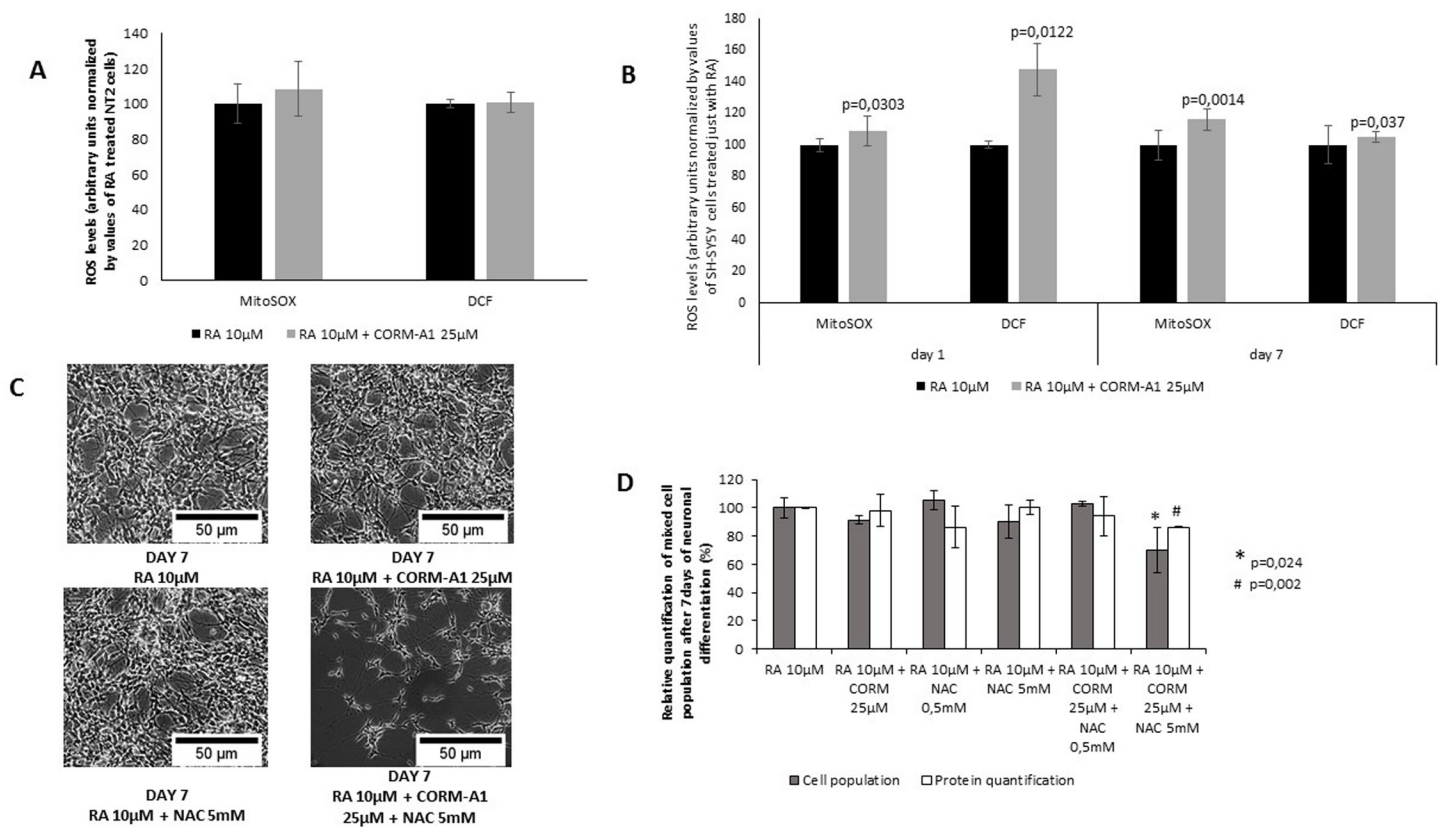 A
ROS levels (arbitrary units normalized
by values of RA treated NT2 cells)
140
120
100
80
60
40
20
0
MitoSOX
DCF
RA 10µM
RA 10µM + CORM-A1 25µM
B
ROS levels (arbitrary units normalized by values
of SH-SY5Y cells treated just with RA)
180
160
140
120
100
80
60
40
20
0
p=0,0303
p=0,0122
p=0,0014
p=0,037
MitoSOX
DCF
MitoSOX
DCF
day 1
day 7
RA 10µM
RA 10µM + CORM-A1 25µM
C
50 µm
DAY 7
RA 10µM
50 µm
DAY 7
RA 10µM + CORM-A1 25µM
50 µm
DAY 7
RA 10µM + NAC 5mM
50 µm
DAY 7
RA 10µM + CORM-A1
25µM + NAC 5mM
D
Relative quantification of mixed cell
population after 7 days of neuronal
differentiation (%)
120
100
80
60
40
20
0
* #
RA 10µM
RA 10µM +
CORM
25µM
RA 10µM +
NAC
0,5mM
RA 10µM +
NAC 5mM
RA 10µM +
CORM
25µM +
NAC
0,5mM
RA 10µM +
CORM
25µM +
NAC 5mM
Cell population
Protein quantification
* p=0,024
# p=0,002